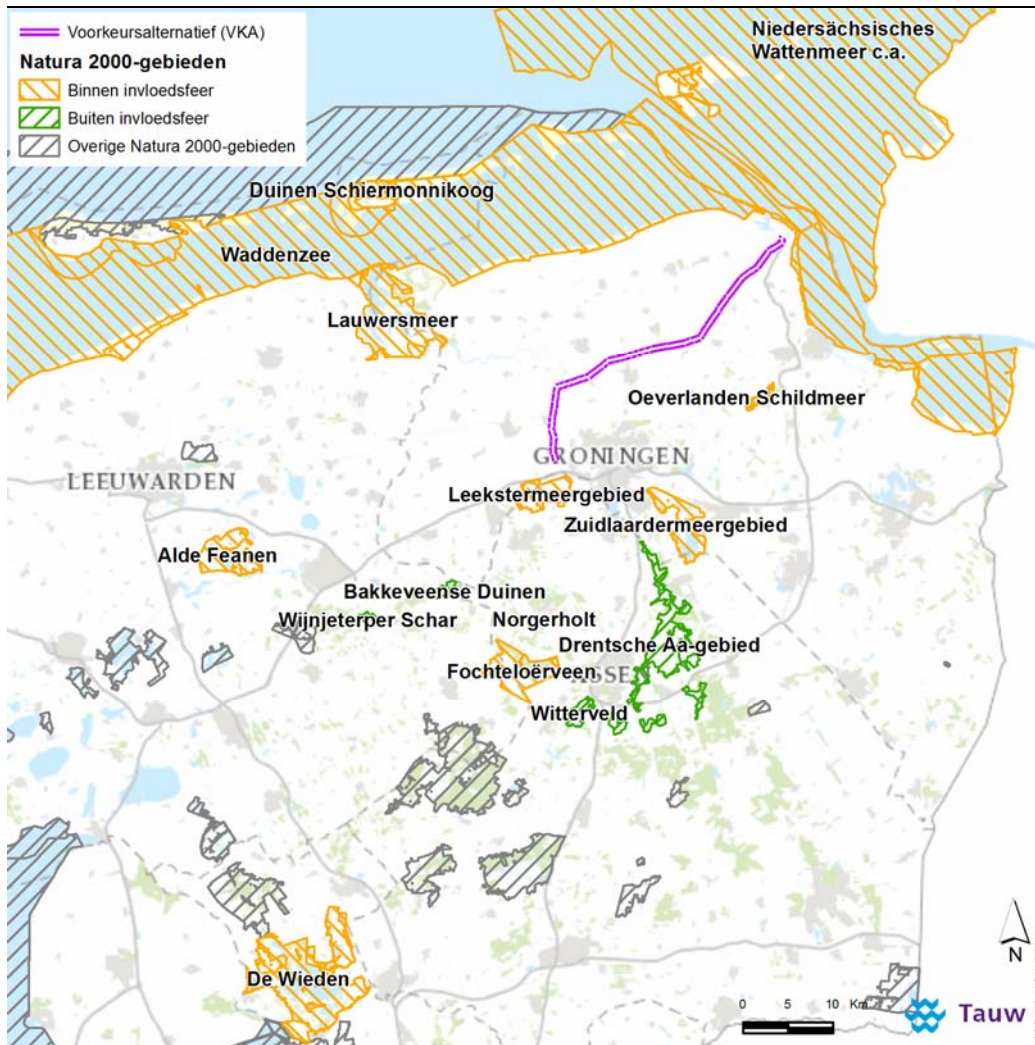 Voorkeursalternatief (VKA)
Natura 2000-gebieden
Binnen invloedsfeer
Buiten invloedsfeer
Overige Natura 2000-gebieden
Niedersächsisches
Wattenmeer c.a.
Duinen Schiermonnikoog
Waddenzee
Lauwersmeer
Oeverlanden Schildmeer
GRONINGEN
LEEUWARDEN
Leekstermeergebied
Zuidlaardermeergebied
Alde Feanen
Bakkeveense Duinen
Wijnjeterper Schar
Norgerholt
Drentsche Aa-gebied
Fochteloërveen
ASSEN
Witterveld
De Wieden
N
0 5 10 Km
Tauw